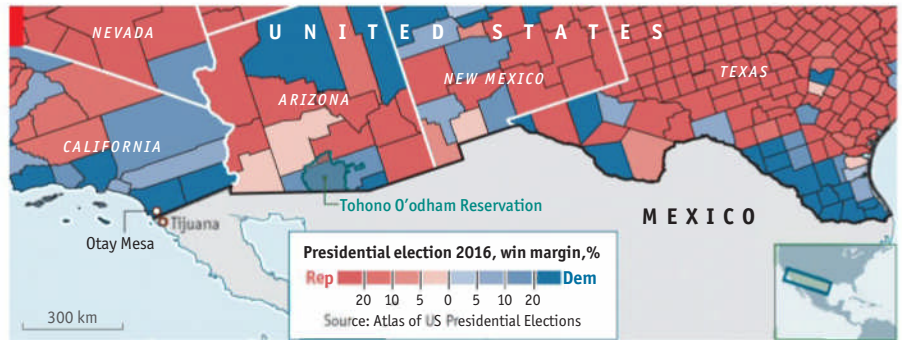 UNITED STATES
NEVADA
NEW MEXICO
TEXAS
ARIZONA
CALIFORNIA
Tohono O'odham Reservation
MEXICO
Tijuana
Otay Mesa
Presidential election 2016, win margin,%
Rep Dem
20 10 5 0 5 10 20
Source: Atlas of US Presidential Elections
300 km